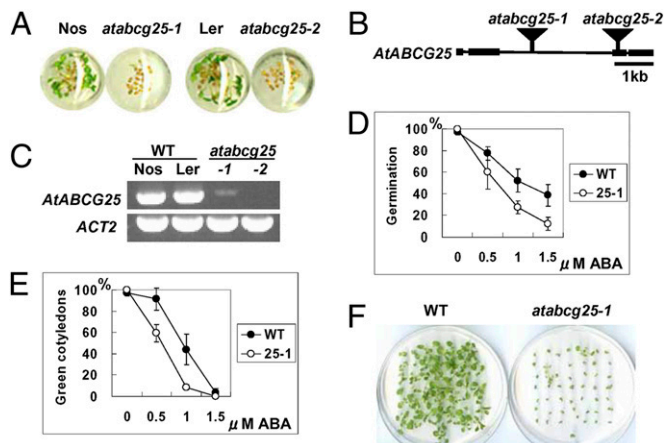 A
Nos atabcg25-1 Ler atabcg25-2
B
atabcg25-1 atabcg25-2
AtABCG25
1kb
C
WT atabcg25
Nos Ler -1 -2
AtABCG25
ACT2
D
%
100
80
60
40
20
0
Germination
0 0.5 1 1.5
μM ABA
WT
25-1
E
%
100
80
60
40
20
0
Green cotyledons
0 0.5 1 1.5
μM ABA
WT
25-1
F
WT atabcg25-1